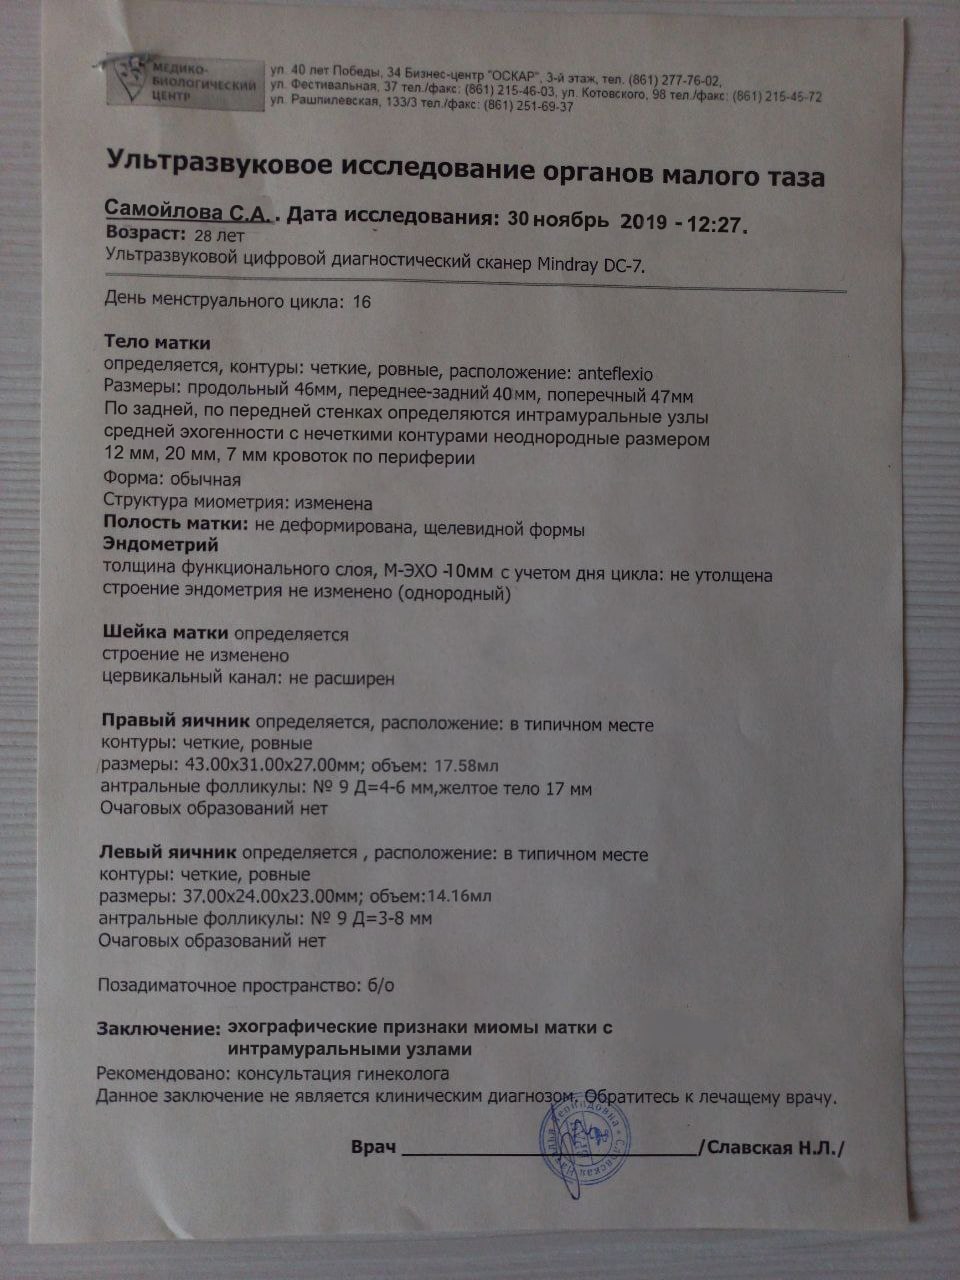 МЕДИКО-
БИОЛОГИЧЕСКИЙ
ЦЕНТР
ул. 40 лет Победы, 34 Бизнес-центр "ОСКАР", 3-й этаж, тел. (861) 277-76-02,
ул. Фестивальная, 37 тел./факс: (861) 215-46-03, ул. Котовского, 98 тел./факс: (861) 215-45-72
ул. Рашпилевская, 133/3 тел./факс: (861) 251-69-37
Ультразвуковое исследование органов малого таза
Самойлова С.А. . Дата исследования: 30 ноябрь 2019 - 12:27.
Возраст: 28 лет
Ультразвуковой цифровой диагностический сканер Mindray DC-7.
День менструального цикла: 16
Тело матки
определяется, контуры: четкие, ровные, расположение: anteflexio
Размеры: продольный 46мм, переднее-задний 40мм, поперечный 47мм
По задней, по передней стенках определяются интрамуральные узлы
средней эхогенности с нечеткими контурами неоднородные размером
12 мм, 20 мм, 7 мм кровоток по периферии
Форма: обычная
Структура миометрия: изменена
Полость матки: не деформирована, щелевидной формы
Эндометрий
толщина функционального слоя, М-ЭХО -10мм с учетом дня цикла: не утолщена
строение эндометрия не изменено (однородный)
Шейка матки определяется
строение не изменено
цервикальный канал: не расширен
Правый яичник определяется, расположение: в типичном месте
контуры: четкие, ровные
размеры: 43.00х31.00х27.00мм; объем: 17.58мл
антральные фолликулы: № 9 Д=4-6 мм,желтое тело 17 мм
Очаговых образований нет
Левый яичник определяется , расположение: в типичном месте
контуры: четкие, ровные
размеры: 37.00х24.00х23.00мм; объем:14.16мл
антральные фолликулы: № 9 Д=3-8 мм
Очаговых образований нет
Позадиматочное пространство: б/о
Заключение: эхографические признаки миомы матки с
интрамуральными узлами
Рекомендовано: консультация гинеколога
Данное заключение не является клиническим диагнозом. Обратитесь к лечащему врачу.
Врач /Славская Н.Л./